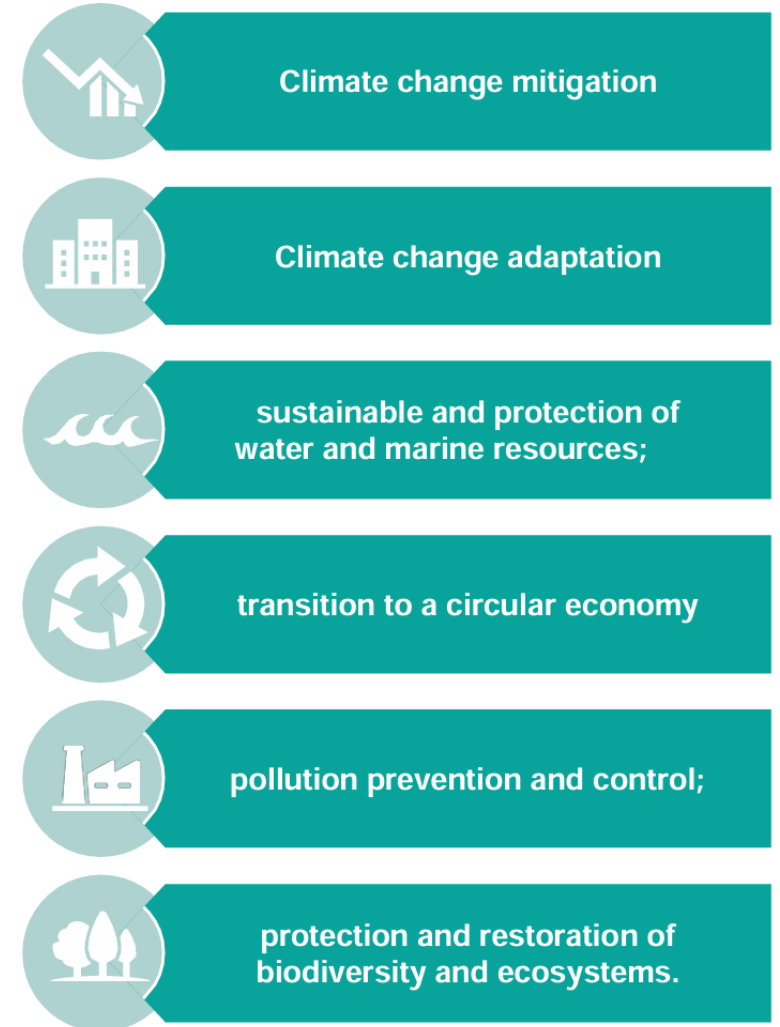 Climate change mitigation
Climate change adaptation
sustainable and protection of
water and marine resources;
transition to a circular economy
pollution prevention and control;
protection and restoration of
biodiversity and ecosystems.